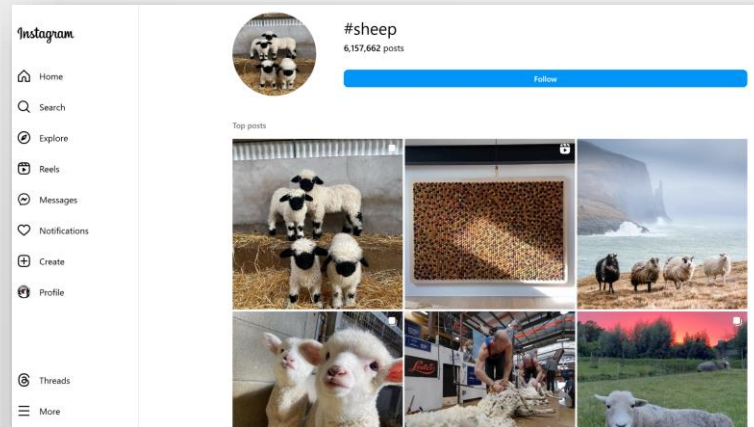 Instagram
Home
Search
Explore
Reels
Messages
Notifications
Create
Profile
Threads
More
#sheep
6,157,662 posts
Follow
Top posts